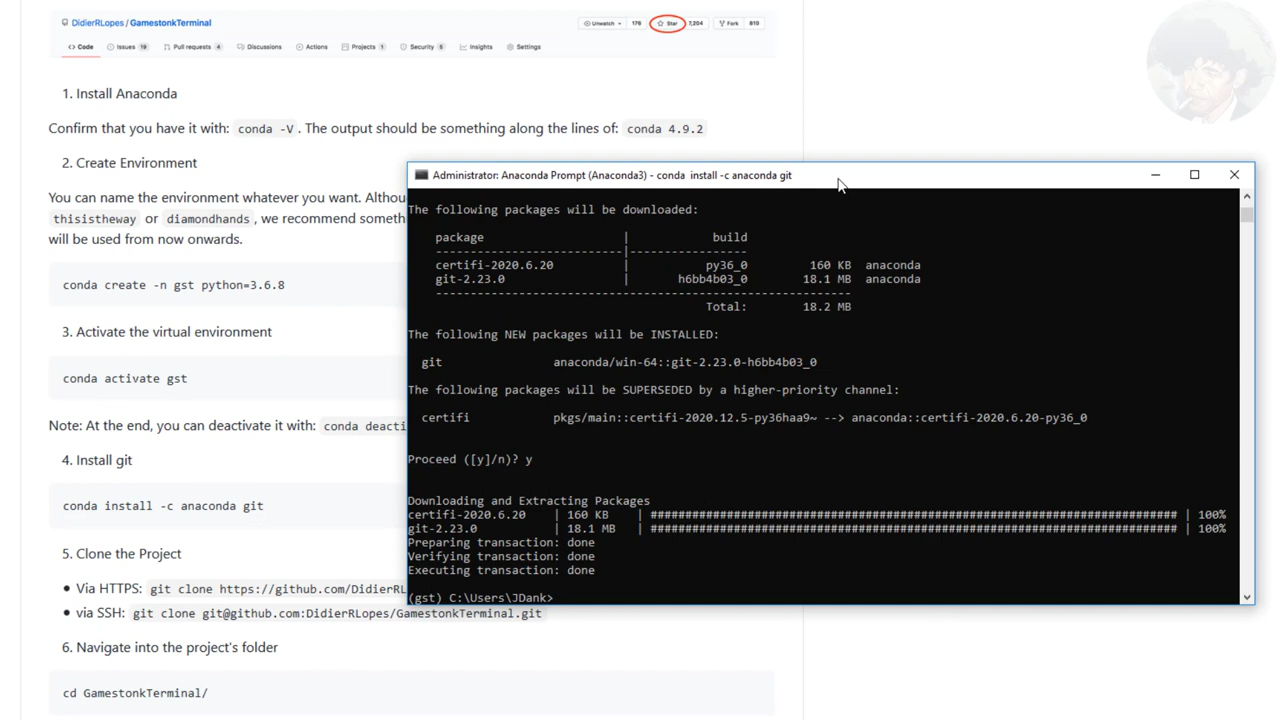 DidierRLopes / GamestonkTerminal
Unwatch 176 Star 7,204 Fork 810
Code Issues 19 Pull requests 4 Discussions Actions Projects 1 Security 5 Insights Settings
1. Install Anaconda
Confirm that you have it with: conda -V. The output should be something along the lines of: conda 4.9.2
2. Create Environment
You can name the environment whatever you want. Althou
thisistheway or diamondhands, we recommend someth
will be used from now onwards.
conda create -n gst python=3.6.8
3. Activate the virtual environment
conda activate gst
Note: At the end, you can deactivate it with: conda deacti
4. Install git
conda install -c anaconda git
5. Clone the Project
• Via HTTPS: git clone https://github.com/DidierRL
• via SSH: git clone git@github.com:DidierRLopes/GamestonkTerminal.git
6. Navigate into the project's folder
cd GamestonkTerminal/
Administrator: Anaconda Prompt (Anaconda3) - conda install -c anaconda git
The following packages will be downloaded:
package | build
---------------------------|-----------------
certifi-2020.6.20 | py36_0 160 KB anaconda
git-2.23.0 | h6bb4b03_0 18.1 MB anaconda
------------------------------------------------------------
Total: 18.2 MB
The following NEW packages will be INSTALLED:
git anaconda/win-64::git-2.23.0-h6bb4b03_0
The following packages will be SUPERSEDED by a higher-priority channel:
certifi pkgs/main::certifi-2020.12.5-py36haa9~ --> anaconda::certifi-2020.6.20-py36_0
Proceed ([y]/n)? y
Downloading and Extracting Packages
certifi-2020.6.20 | 160 KB | ############################################################################ | 100%
git-2.23.0 | 18.1 MB | ############################################################################ | 100%
Preparing transaction: done
Verifying transaction: done
Executing transaction: done
(gst) C:\Users\JDank>